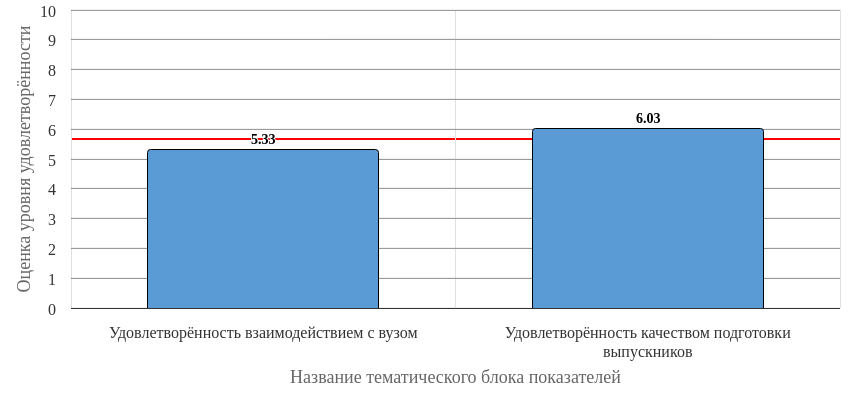 Оценка уровня удовлетворённости
10
9
8
7
6
5
4
3
2
1
0
5.33
6.03
Удовлетворённость взаимодействием с вузом
Удовлетворённость качеством подготовки
выпускников
Название тематического блока показателей